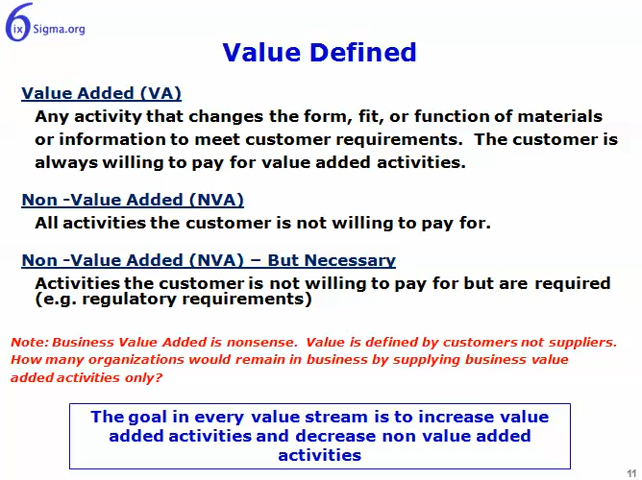 6ixSigma.org
Value Defined
Value Added (VA)
Any activity that changes the form, fit, or function of materials
or information to meet customer requirements.  The customer is
always willing to pay for value added activities.
Non -Value Added (NVA)
All activities the customer is not willing to pay for.
Non -Value Added (NVA) – But Necessary
Activities the customer is not willing to pay for but are required
(e.g. regulatory requirements)
Note: Business Value Added is nonsense.  Value is defined by customers not suppliers.
How many organizations would remain in business by supplying business value
added activities only?
The goal in every value stream is to increase value
added activities and decrease non value added
activities
11